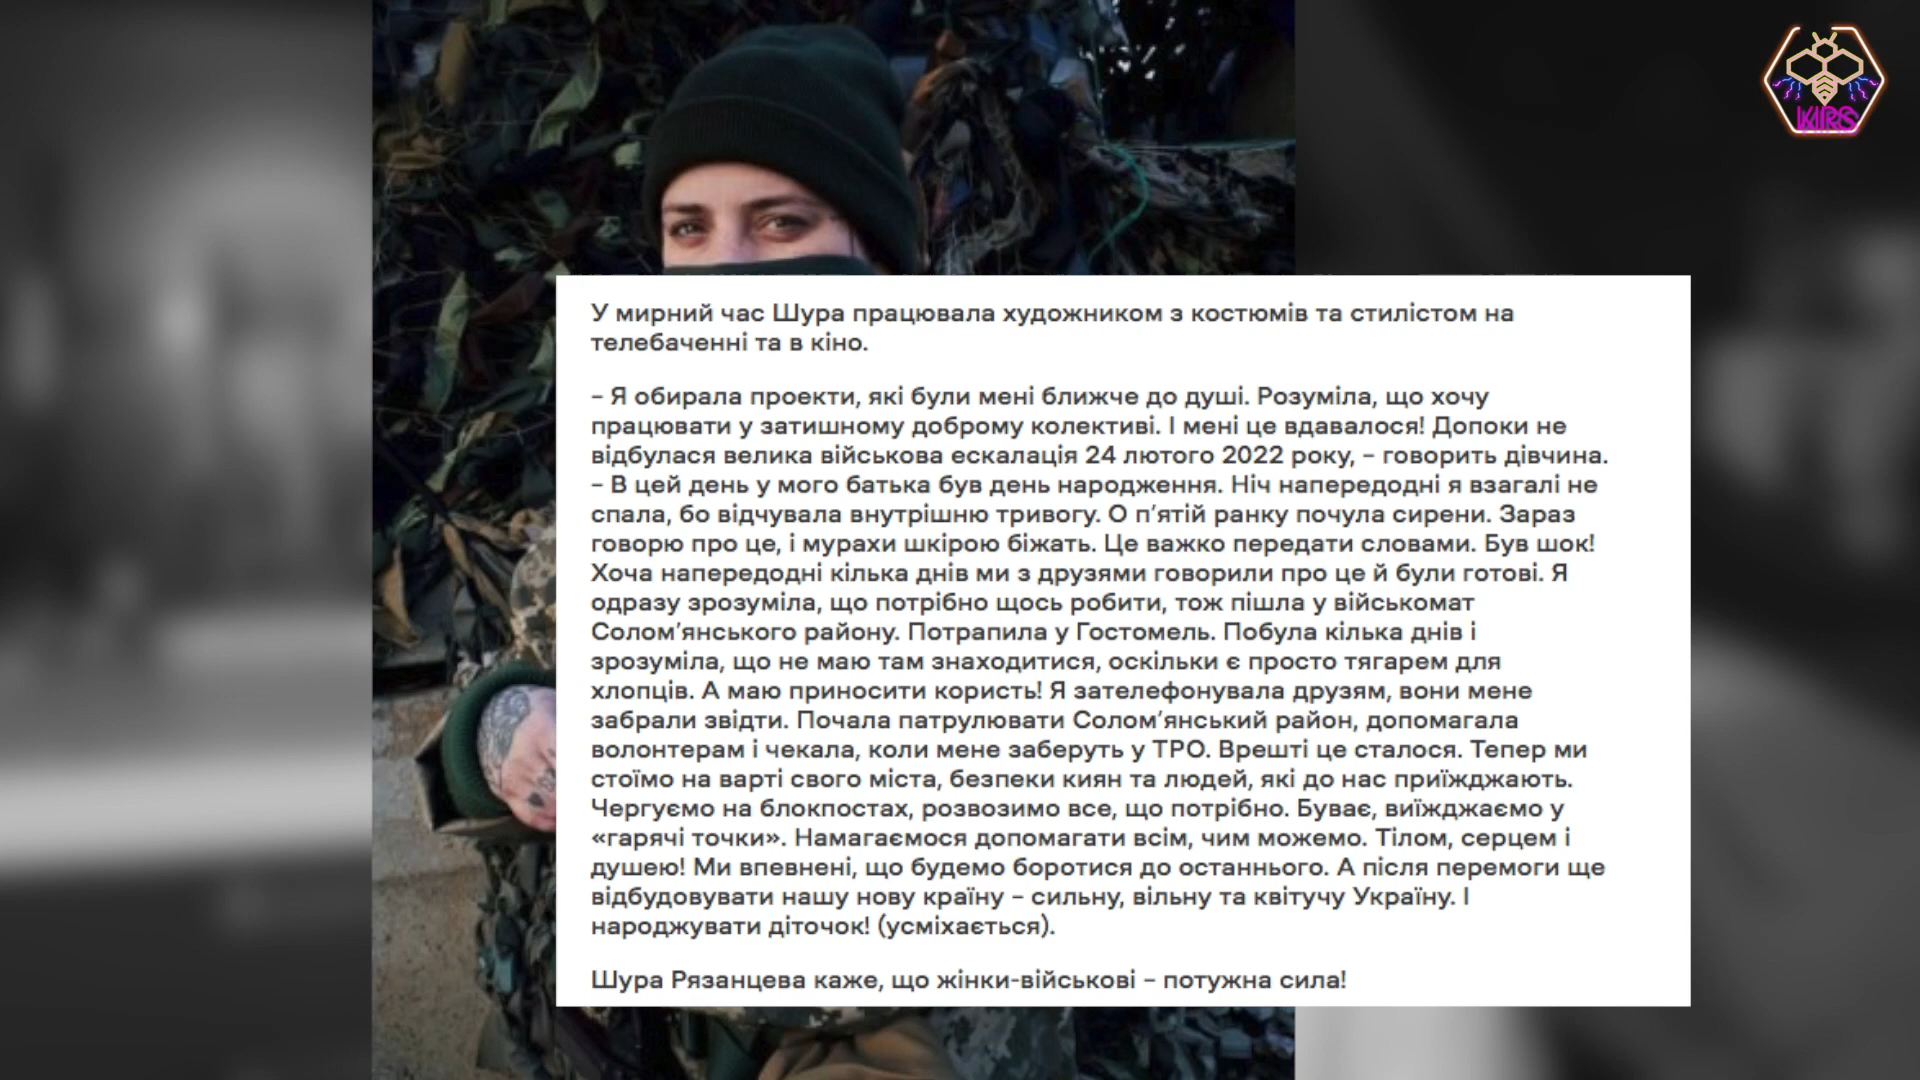 KIRS
У мирний час Шура працювала художником з костюмів та стилістом на
телебаченні та в кіно.
– Я обирала проекти, які були мені ближче до душі. Розуміла, що хочу
працювати у затишному доброму колективі. І мені це вдавалося! Допоки не
відбулася велика військова ескалація 24 лютого 2022 року, – говорить дівчина.
– В цей день у мого батька був день народження. Ніч напередодні я взагалі не
спала, бо відчувала внутрішню тривогу. О п’ятій ранку почула сирени. Зараз
говорю про це, і мурахи шкірою біжать. Це важко передати словами. Був шок!
Хоча напередодні кілька днів ми з друзями говорили про це й були готові. Я
одразу зрозуміла, що потрібно щось робити, тож пішла у військомат
Солом’янського району. Потрапила у Гостомель. Побула кілька днів і
зрозуміла, що не маю там знаходитися, оскільки є просто тягарем для
хлопців. А маю приносити користь! Я зателефонувала друзям, вони мене
забрали звідти. Почала патрулювати Солом’янський район, допомагала
волонтерам і чекала, коли мене заберуть у ТРО. Врешті це сталося. Тепер ми
стоїмо на варті свого міста, безпеки киян та людей, які до нас приїжджають.
Чергуємо на блокпостах, розвозимо все, що потрібно. Буває, виїжджаємо у
«гарячі точки». Намагаємося допомагати всім, чим можемо. Тілом, серцем і
душею! Ми впевнені, що будемо боротися до останнього. А після перемоги ще
відбудовувати нашу нову країну – сильну, вільну та квітучу Україну. І
народжувати діточок! (усміхається).
Шура Рязанцева каже, що жінки-військові – потужна сила!